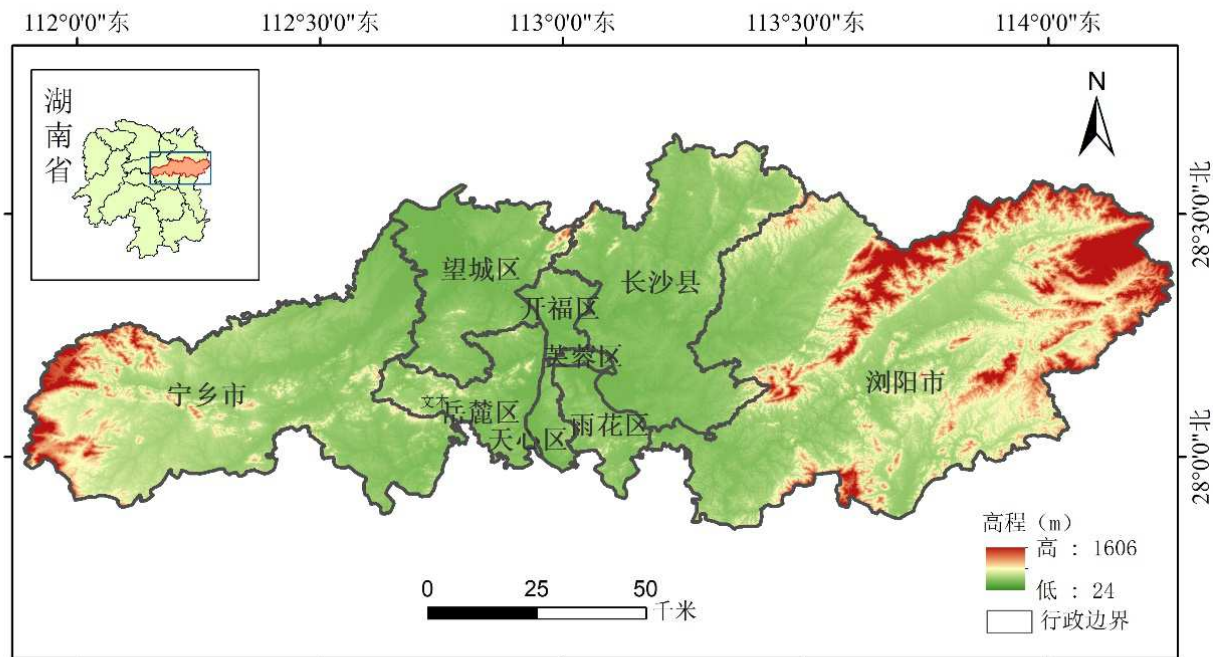 112°0'0"东 112°30'0"东 113°0'0"东 113°30'0"东 114°0'0"东
湖南省
N
28°30'0"北
望城区
长沙县
开福区
芙蓉区
宁乡市
浏阳市
文本
岳麓区
雨花区
天心区
28°0'0"北
高程（m）
高 : 1606
低 : 24
行政边界
0 25 50
千米